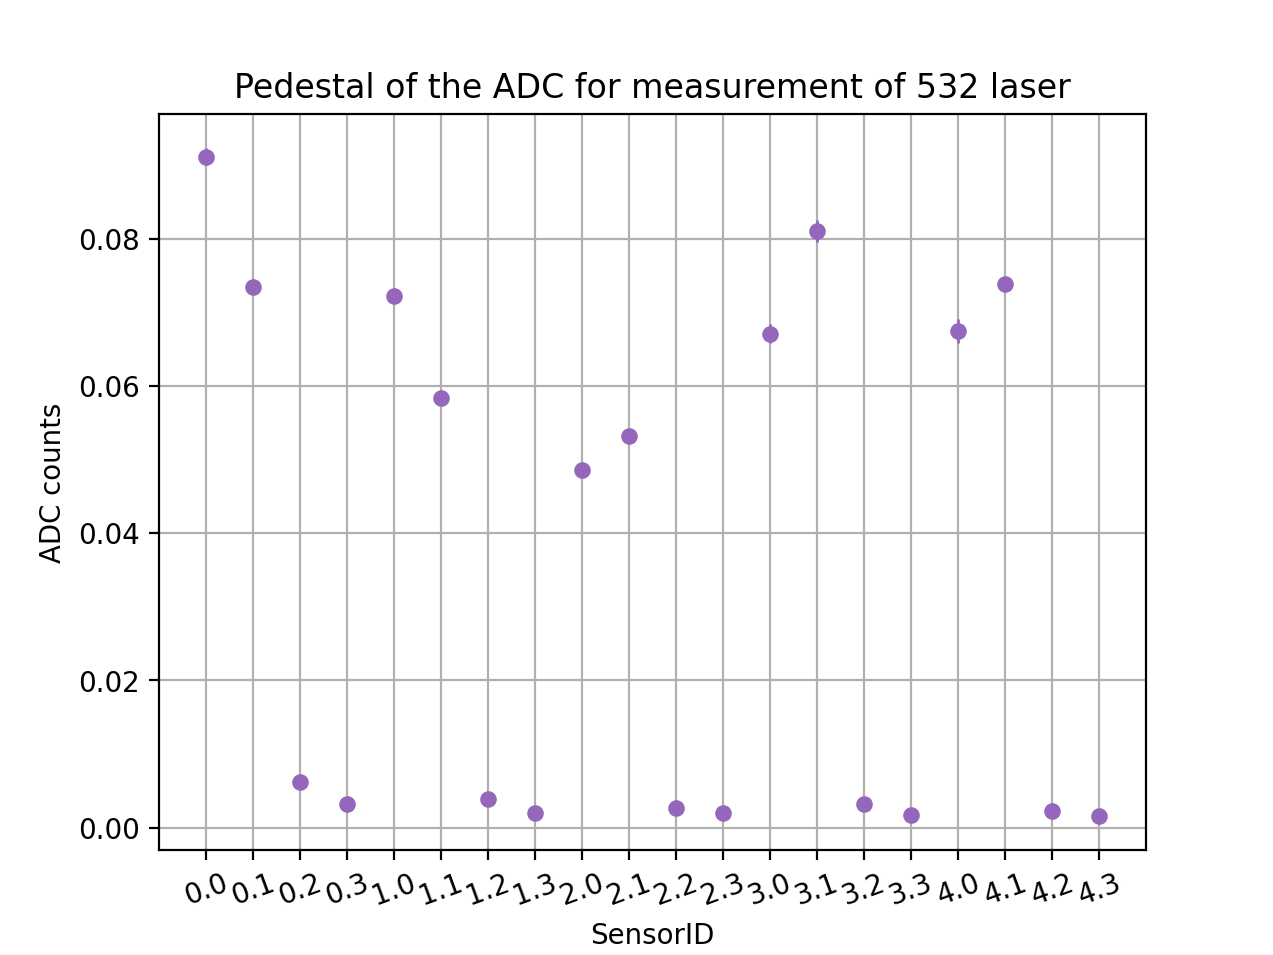 Pedestal of the ADC for measurement of 532 laser
ADC counts
0.08
0.06
0.04
0.02
0.00
0.0 0.1 0.2 0.3 1.0 1.1 1.2 1.3 2.0 2.1 2.2 2.3 3.0 3.1 3.2 3.3 4.0 4.1 4.2 4.3
SensorID